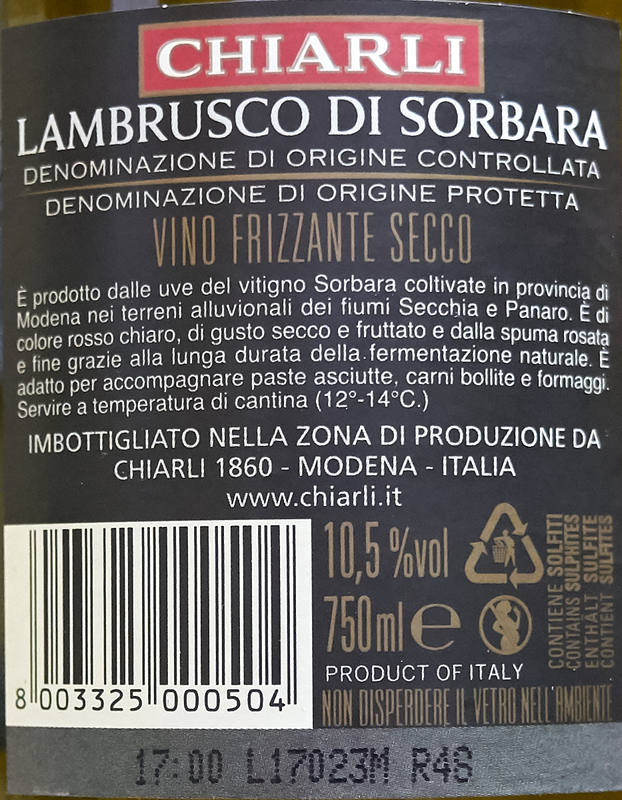 CHIARLI
LAMBRUSCO DI SORBARA
DENOMINAZIONE DI ORIGINE CONTROLLATA
DENOMINAZIONE DI ORIGINE PROTETTA
VINO FRIZZANTE SECCO
È prodotto dalle uve del vitigno Sorbara coltivate in provincia di
Modena nei terreni alluvionali dei fiumi Secchia e Panaro. È di
colore rosso chiaro, di gusto secco e fruttato e dalla spuma rosata
e fine grazie alla lunga durata della fermentazione naturale. È
adatto per accompagnare paste asciutte, carni bollite e formaggi.
Servire a temperatura di cantina (12°-14°C.)
IMBOTTIGLIATO NELLA ZONA DI PRODUZIONE DA
CHIARLI 1860 - MODENA - ITALIA
www.chiarli.it
10,5 %vol
750ml e
PRODUCT OF ITALY
NON DISPERDERE IL VETRO NELL'AMBIENTE
CONTIENE SOLFITI
CONTAINS SULPHITES
ENTHÄLT SULFITE
CONTIENT SULFITES
8 003325 000504
17:00 L17023M R4S